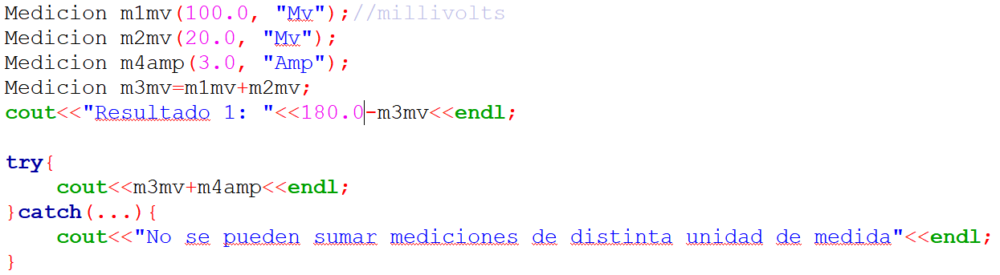 Medicion m1mv(100.0, "Mv");//millivolts
Medicion m2mv(20.0, "Mv");
Medicion m4amp(3.0, "Amp");
Medicion m3mv=m1mv+m2mv;
cout<<"Resultado 1: "<<180.0-m3mv<<endl;
try{
    cout<<m3mv+m4amp<<endl;
}catch(...){
    cout<<"No se pueden sumar mediciones de distinta unidad de medida"<<endl;
}